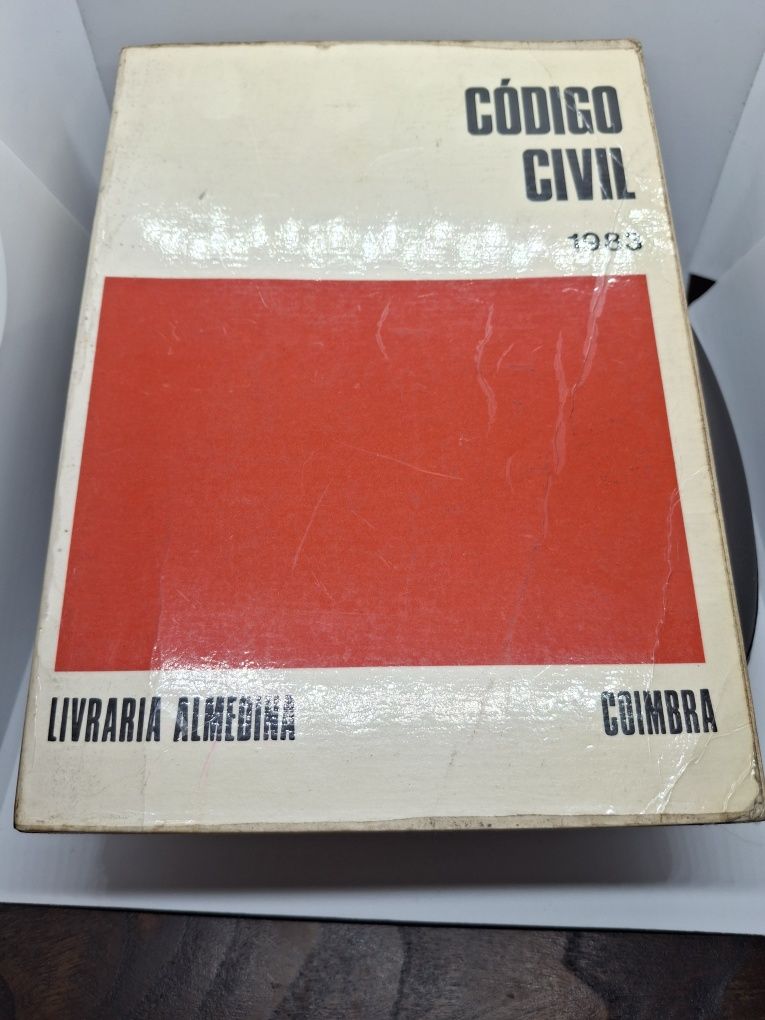 CÓDIGO
CIVIL
1983
LIVRARIA ALMEDINA COIMBRA